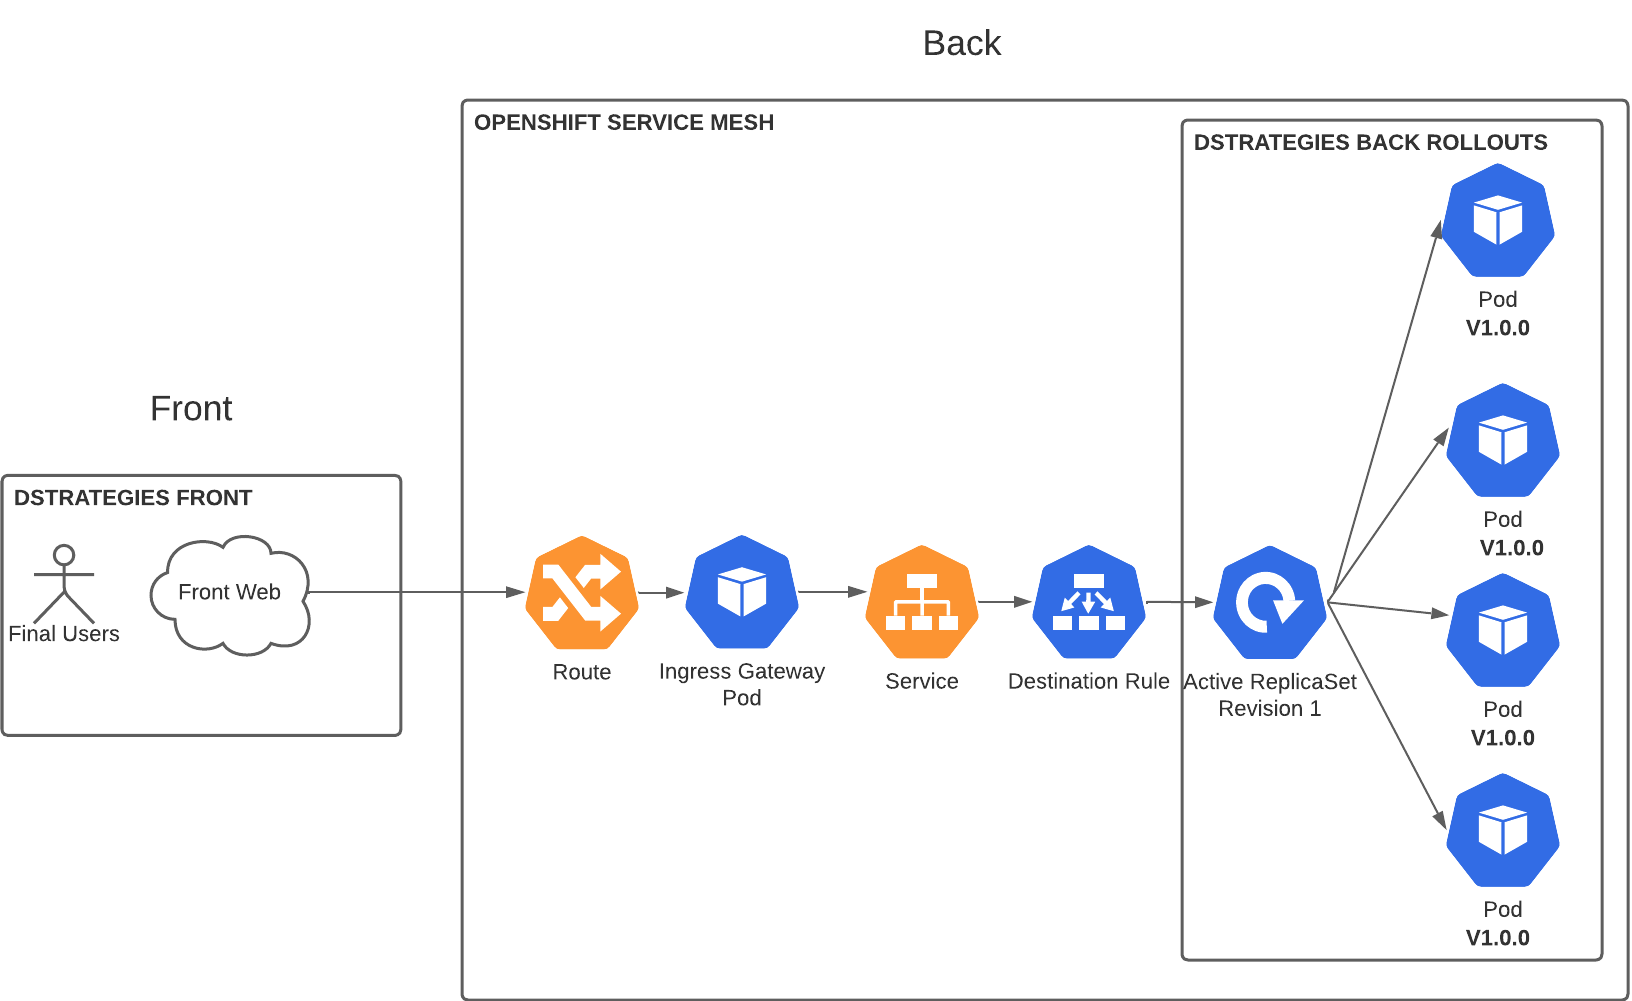 Back
OPENSHIFT SERVICE MESH
DSTRATEGIES BACK ROLLOUTS
Pod
V1.0.0
Front
DSTRATEGIES FRONT
Front Web
Final Users
Route
Ingress Gateway
Pod
Service
Destination Rule
Active ReplicaSet
Revision 1
Pod
V1.0.0
Pod
V1.0.0
Pod
V1.0.0